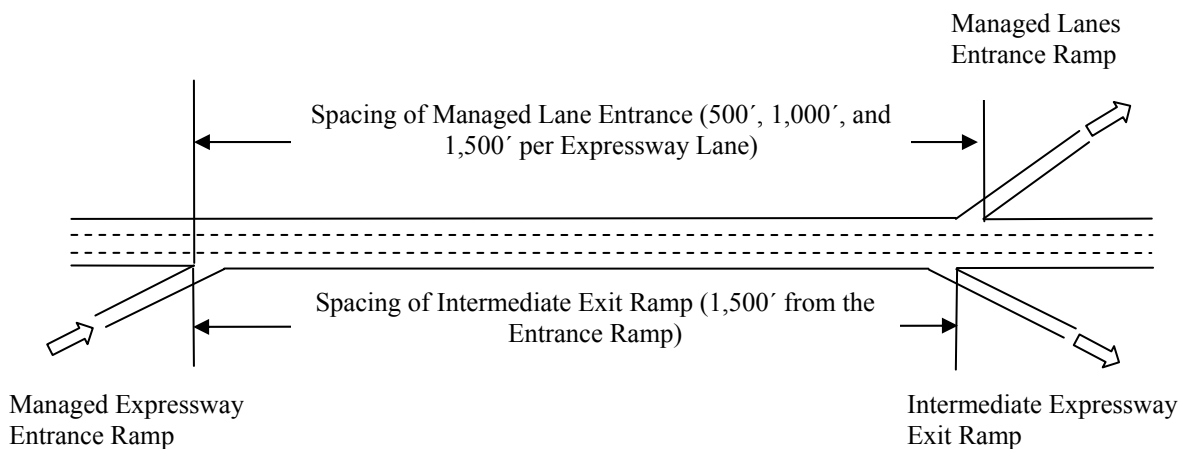 Managed Lanes
Entrance Ramp
Spacing of Managed Lane Entrance (500´, 1,000´, and
1,500´ per Expressway Lane)
Spacing of Intermediate Exit Ramp (1,500´ from the
Entrance Ramp)
Managed Expressway
Entrance Ramp
Intermediate Expressway
Exit Ramp